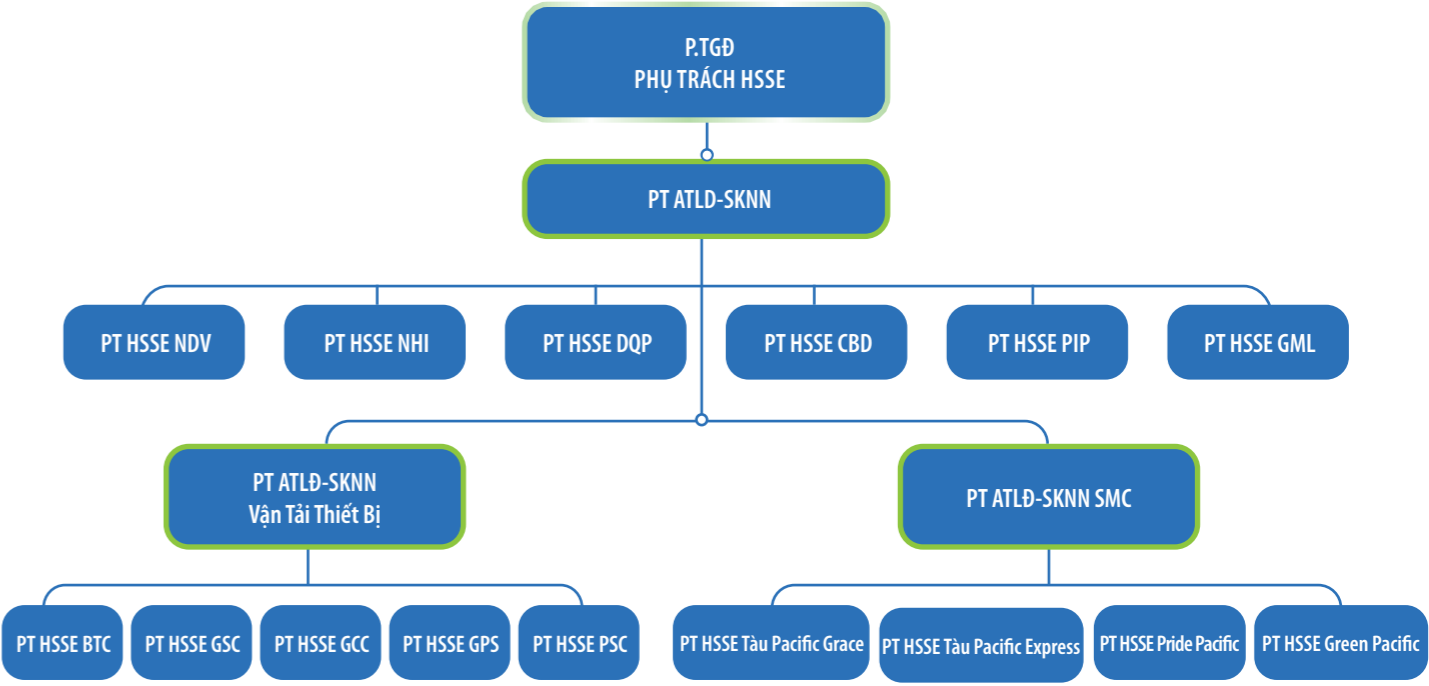 P.TGĐ
PHỤ TRÁCH HSSE
PT ATLD-SKNN
PT HSSE NDV
PT HSSE NHI
PT HSSE DQP
PT HSSE CBD
PT HSSE PIP
PT HSSE GML
PT ATLĐ-SKNN
Vận Tải Thiết Bị
PT ATLĐ-SKNN SMC
PT HSSE BTC
PT HSSE GSC
PT HSSE GCC
PT HSSE GPS
PT HSSE PSC
PT HSSE Tàu Pacific Grace
PT HSSE Tàu Pacific Express
PT HSSE Pride Pacific
PT HSSE Green Pacific